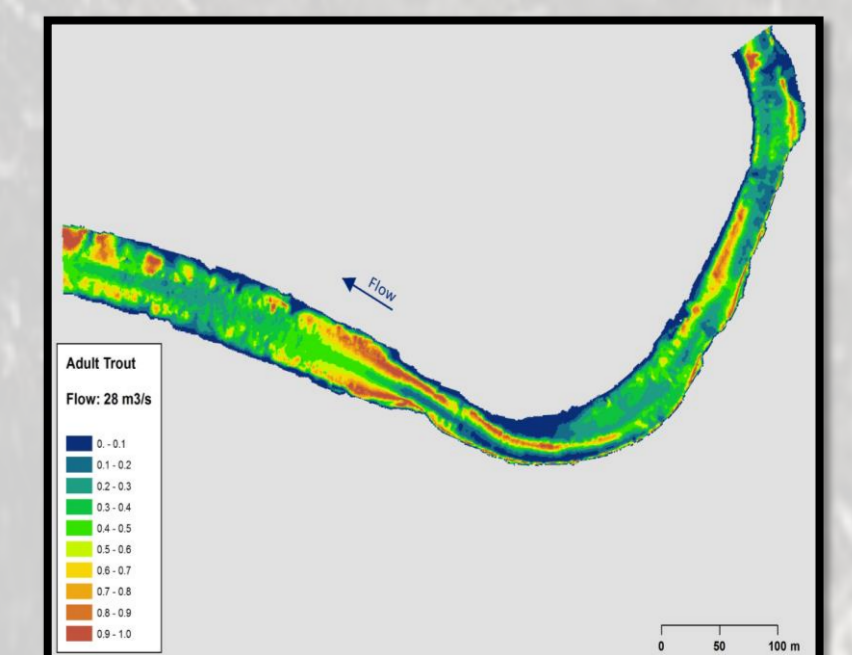 Flow
Adult Trout
Flow: 28 m3/s
0. - 0.1
0.1 - 0.2
0.2 - 0.3
0.3 - 0.4
0.4 - 0.5
0.5 - 0.6
0.6 - 0.7
0.7 - 0.8
0.8 - 0.9
0.9 - 1.0
0 50 100 m